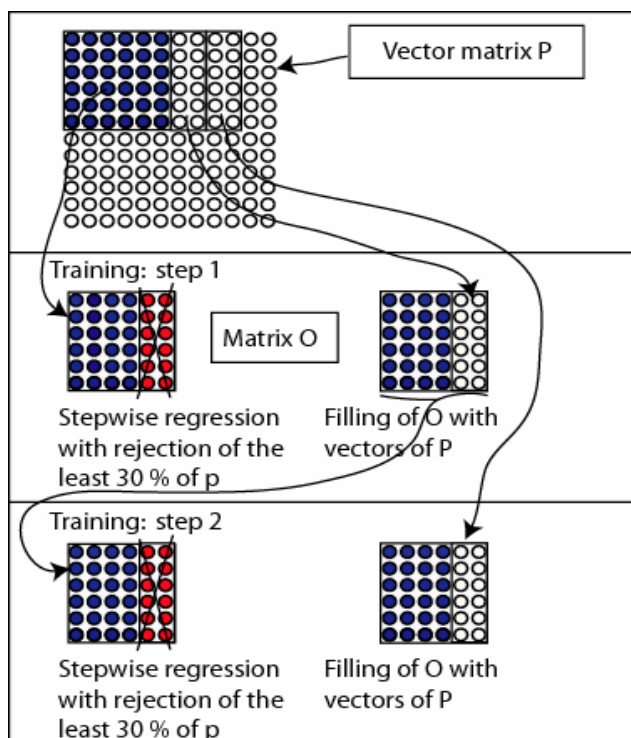 Vector matrix P
Training: step 1
Matrix O
Stepwise regression
with rejection of the
least 30 % of p
Filling of O with
vectors of P
Training: step 2
Stepwise regression
with rejection of the
least 30 % of p
Filling of O with
vectors of P